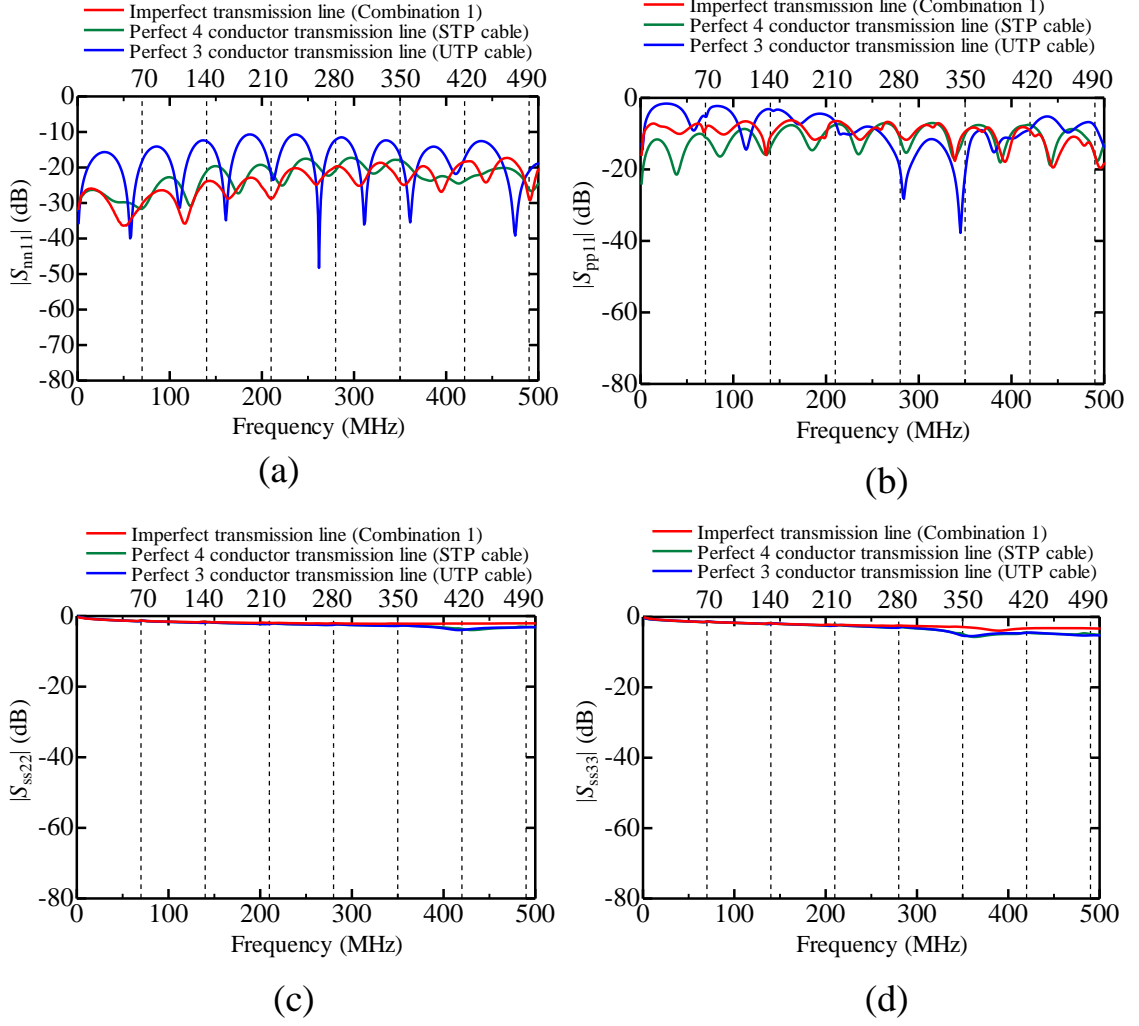 Imperfect transmission line (Combination 1)
Perfect 4 conductor transmission line (STP cable)
Perfect 3 conductor transmission line (UTP cable)
70 140 210 280 350 420 490
0
-10
-20
-30
-40
-50
-60
-70
-80
|Snn11| (dB)
0 100 200 300 400 500
Frequency (MHz)
(a)
Imperfect transmission line (Combination 1)
Perfect 4 conductor transmission line (STP cable)
Perfect 3 conductor transmission line (UTP cable)
70 140 210 280 350 420 490
0
-20
-40
-60
-80
|Spp11| (dB)
0 100 200 300 400 500
Frequency (MHz)
(b)
Imperfect transmission line (Combination 1)
Perfect 4 conductor transmission line (STP cable)
Perfect 3 conductor transmission line (UTP cable)
70 140 210 280 350 420 490
0
-20
-40
-60
-80
|Sss22| (dB)
0 100 200 300 400 500
Frequency (MHz)
(c)
Imperfect transmission line (Combination 1)
Perfect 4 conductor transmission line (STP cable)
Perfect 3 conductor transmission line (UTP cable)
70 140 210 280 350 420 490
0
-20
-40
-60
-80
|Sss33| (dB)
0 100 200 300 400 500
Frequency (MHz)
(d)